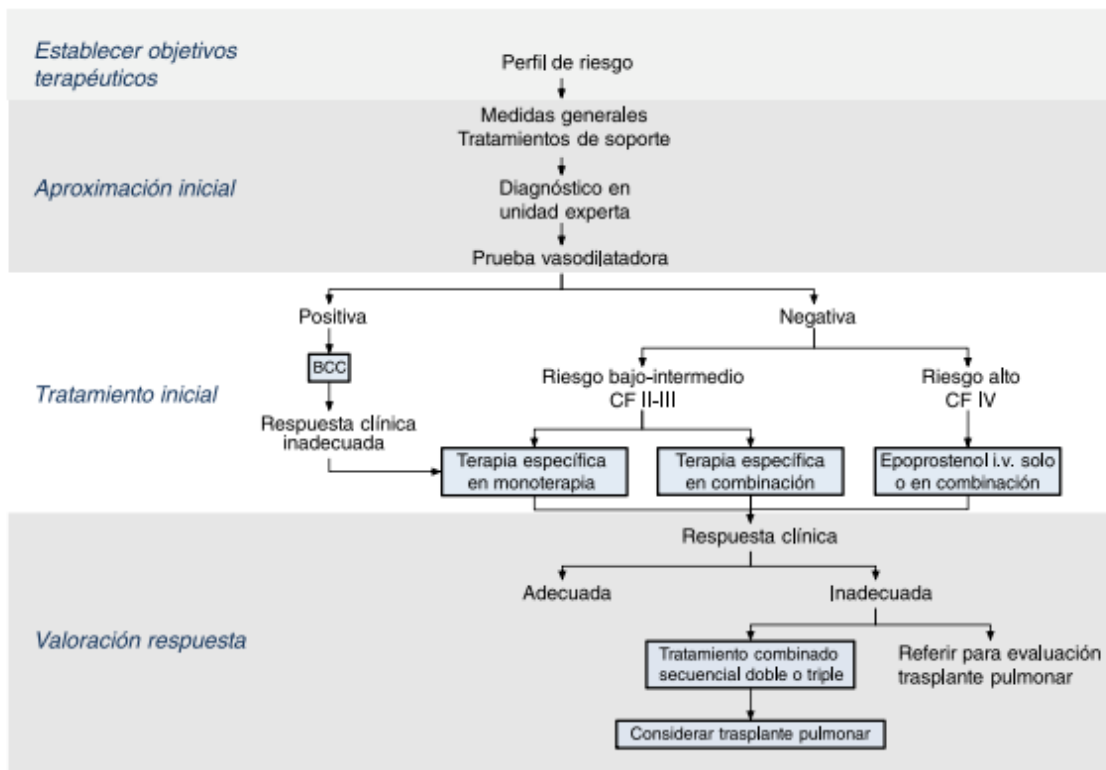 Establecer objetivos
terapéuticos
Perfil de riesgo
Medidas generales
Tratamientos de soporte
Aproximación inicial
Diagnóstico en
unidad experta
Prueba vasodilatadora
Positiva
Negativa
BCC
Riesgo bajo-intermedio
CF II-III
Riesgo alto
CF IV
Tratamiento inicial
Respuesta clínica
inadecuada
Terapia específica
en monoterapia
Terapia específica
en combinación
Epoprostenol i.v. solo
o en combinación
Respuesta clínica
Adecuada
Inadecuada
Valoración respuesta
Tratamiento combinado
secuencial doble o triple
Referir para evaluación
trasplante pulmonar
Considerar trasplante pulmonar